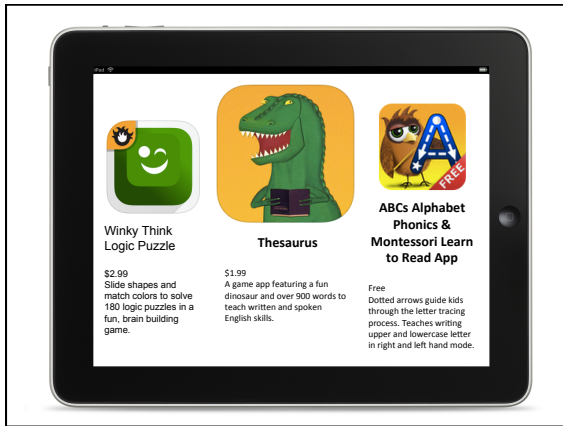 iPad
Winky Think
Logic Puzzle
$2.99
Slide shapes and
match colors to solve
180 logic puzzles in a
fun, brain building
game.
Thesaurus
$1.99
A game app featuring a fun
dinosaur and over 900 words to
teach written and spoken
English skills.
A
FREE
ABCs Alphabet
Phonics &
Montessori Learn
to Read App
Free
Dotted arrows guide kids
through the letter tracing
process. Teaches writing
upper and lowercase letter
in right and left hand mode.